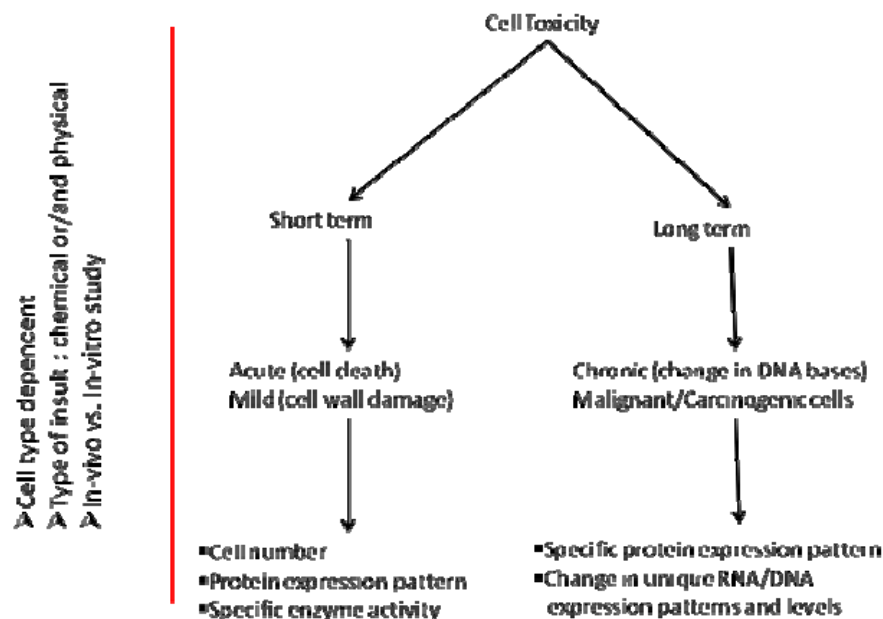 Cell Toxicity
Short term
Long term
Acute (cell death)
Mild (cell wall damage)
Chronic (change in DNA bases)
Malignant/Carcinogenic cells
▪Cell number
▪Protein expression pattern
▪Specific enzyme activity
▪Specific protein expression pattern
▪Change in unique RNA/DNA
expression patterns and levels
➢Cell type depencent
➢Type of insult : chemical or/and physical
➢In-vivo vs. In-vitro study